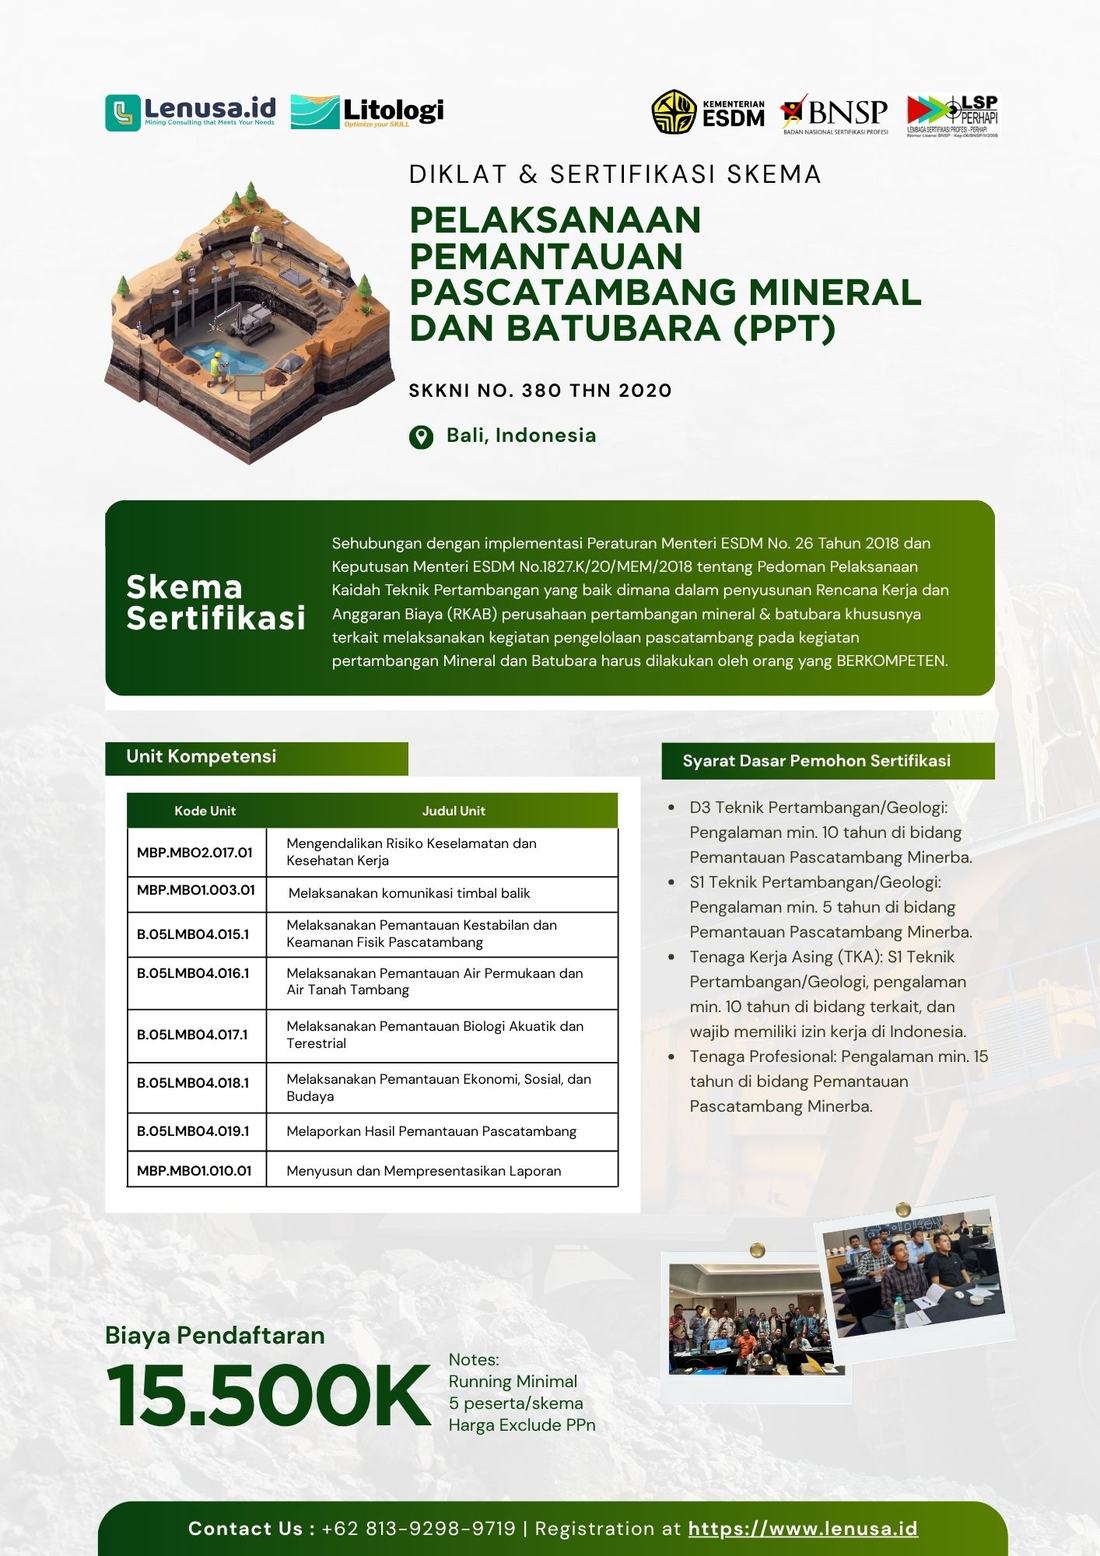 Lenusa.id
Mining Consulting that Meets Your Needs
Litologi
Optimize your SKILL
KEMENTERIAN
ESDM
BNSP
BADAN NASIONAL SERTIFIKASI PROFESI
LSP
PERHAPI
LEMBAGA SERTIFIKASI PROFESI - PERHAPI
DIKLAT & SERTIFIKASI SKEMA
PELAKSANAAN
PEMANTAUAN
PASCATAMBANG MINERAL
DAN BATUBARA (PPT)
SKKNI NO. 380 THN 2020
Bali, Indonesia
Skema
Sertifikasi
Sehubungan dengan implementasi Peraturan Menteri ESDM No. 26 Tahun 2018 dan
Keputusan Menteri ESDM No.1827.K/20/MEM/2018 tentang Pedoman Pelaksanaan
Kaidah Teknik Pertambangan yang baik dimana dalam penyusunan Rencana Kerja dan
Anggaran Biaya (RKAB) perusahaan pertambangan mineral & batubara khususnya
terkait melaksanakan kegiatan pengelolaan pascatambang pada kegiatan
pertambangan Mineral dan Batubara harus dilakukan oleh orang yang BERKOMPETEN.
Unit Kompetensi
Kode Unit Judul Unit
MBP.MBO2.017.01 Mengendalikan Risiko Keselamatan dan
Kesehatan Kerja
MBP.MBO1.003.01 Melaksanakan komunikasi timbal balik
B.05LMB04.015.1 Melaksanakan Pemantauan Kestabilan dan
Keamanan Fisik Pascatambang
B.05LMB04.016.1 Melaksanakan Pemantauan Air Permukaan dan
Air Tanah Tambang
B.05LMB04.017.1 Melaksanakan Pemantauan Biologi Akuatik dan
Terestrial
B.05LMB04.018.1 Melaksanakan Pemantauan Ekonomi, Sosial, dan
Budaya
B.05LMB04.019.1 Melaporkan Hasil Pemantauan Pascatambang
MBP.MBO1.010.01 Menyusun dan Mempresentasikan Laporan
Syarat Dasar Pemohon Sertifikasi
• D3 Teknik Pertambangan/Geologi:
Pengalaman min. 10 tahun di bidang
Pemantauan Pascatambang Minerba.
• S1 Teknik Pertambangan/Geologi:
Pengalaman min. 5 tahun di bidang
Pemantauan Pascatambang Minerba.
• Tenaga Kerja Asing (TKA): S1 Teknik
Pertambangan/Geologi, pengalaman
min. 10 tahun di bidang terkait, dan
wajib memiliki izin kerja di Indonesia.
• Tenaga Profesional: Pengalaman min. 15
tahun di bidang Pemantauan
Pascatambang Minerba.
Biaya Pendaftaran
15.500K
Notes:
Running Minimal
5 peserta/skema
Harga Exclude PPn
Contact Us : +62 813-9298-9719 | Registration at https://www.lenusa.id